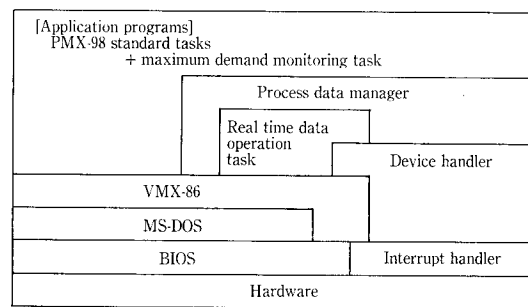 [Application programs]
PMX-98 standard tasks
+ maximum demand monitoring task
Process data manager
Real time data
operation
task
Device handler
VMX-86
MS-DOS
BIOS
Interrupt handler
Hardware